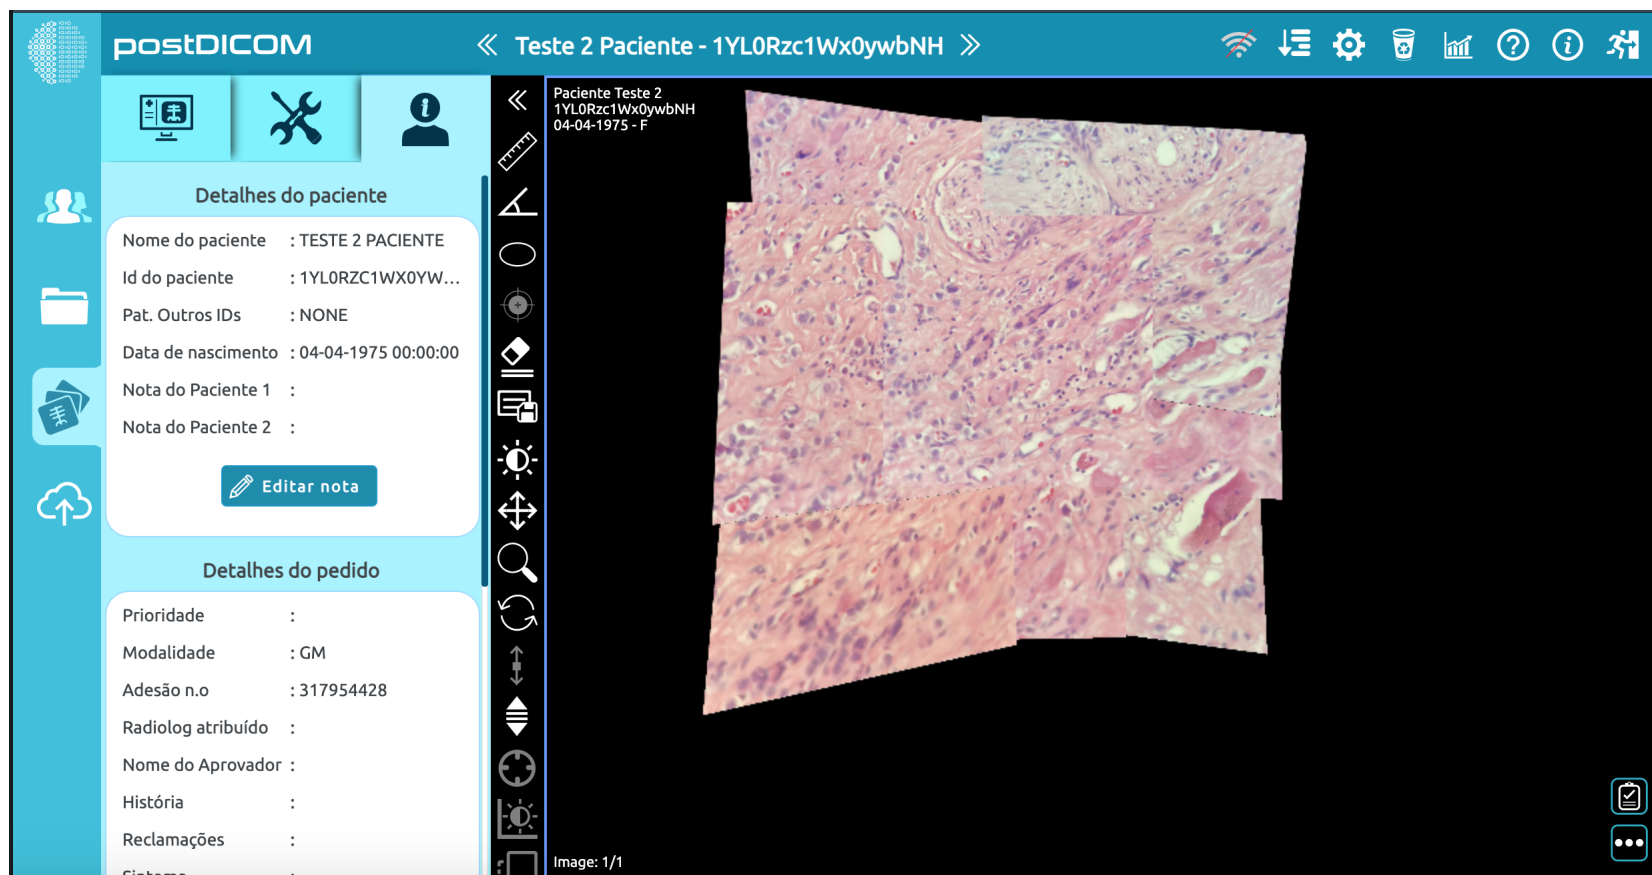 postDICOM
Teste 2 Paciente - 1YL0Rzc1Wx0ywbNH
Detalhes do paciente
Nome do paciente : TESTE 2 PACIENTE
Id do paciente : 1YL0RZC1WX0YW...
Pat. Outros IDs : NONE
Data de nascimento : 04-04-1975 00:00:00
Nota do Paciente 1 :
Nota do Paciente 2 :
Editar nota
Detalhes do pedido
Prioridade :
Modalidade : GM
Adesão n.o : 317954428
Radiolog atribuído :
Nome do Aprovador :
História :
Reclamações :
Paciente Teste 2
1YL0Rzc1Wx0ywbNH
04-04-1975 - F
Image: 1/1